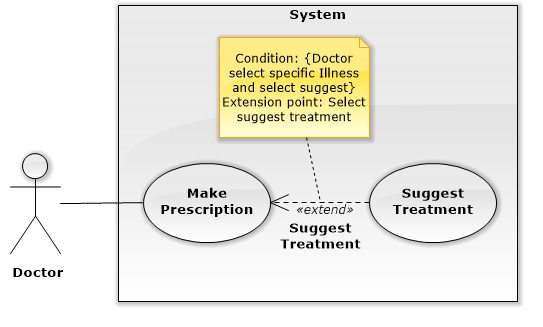 System
Condition: {Doctor
select specific Illness
and select suggest}
Extension point: Select
suggest treatment
Make
Prescription
«extend»
Suggest
Treatment
Suggest
Treatment
Doctor